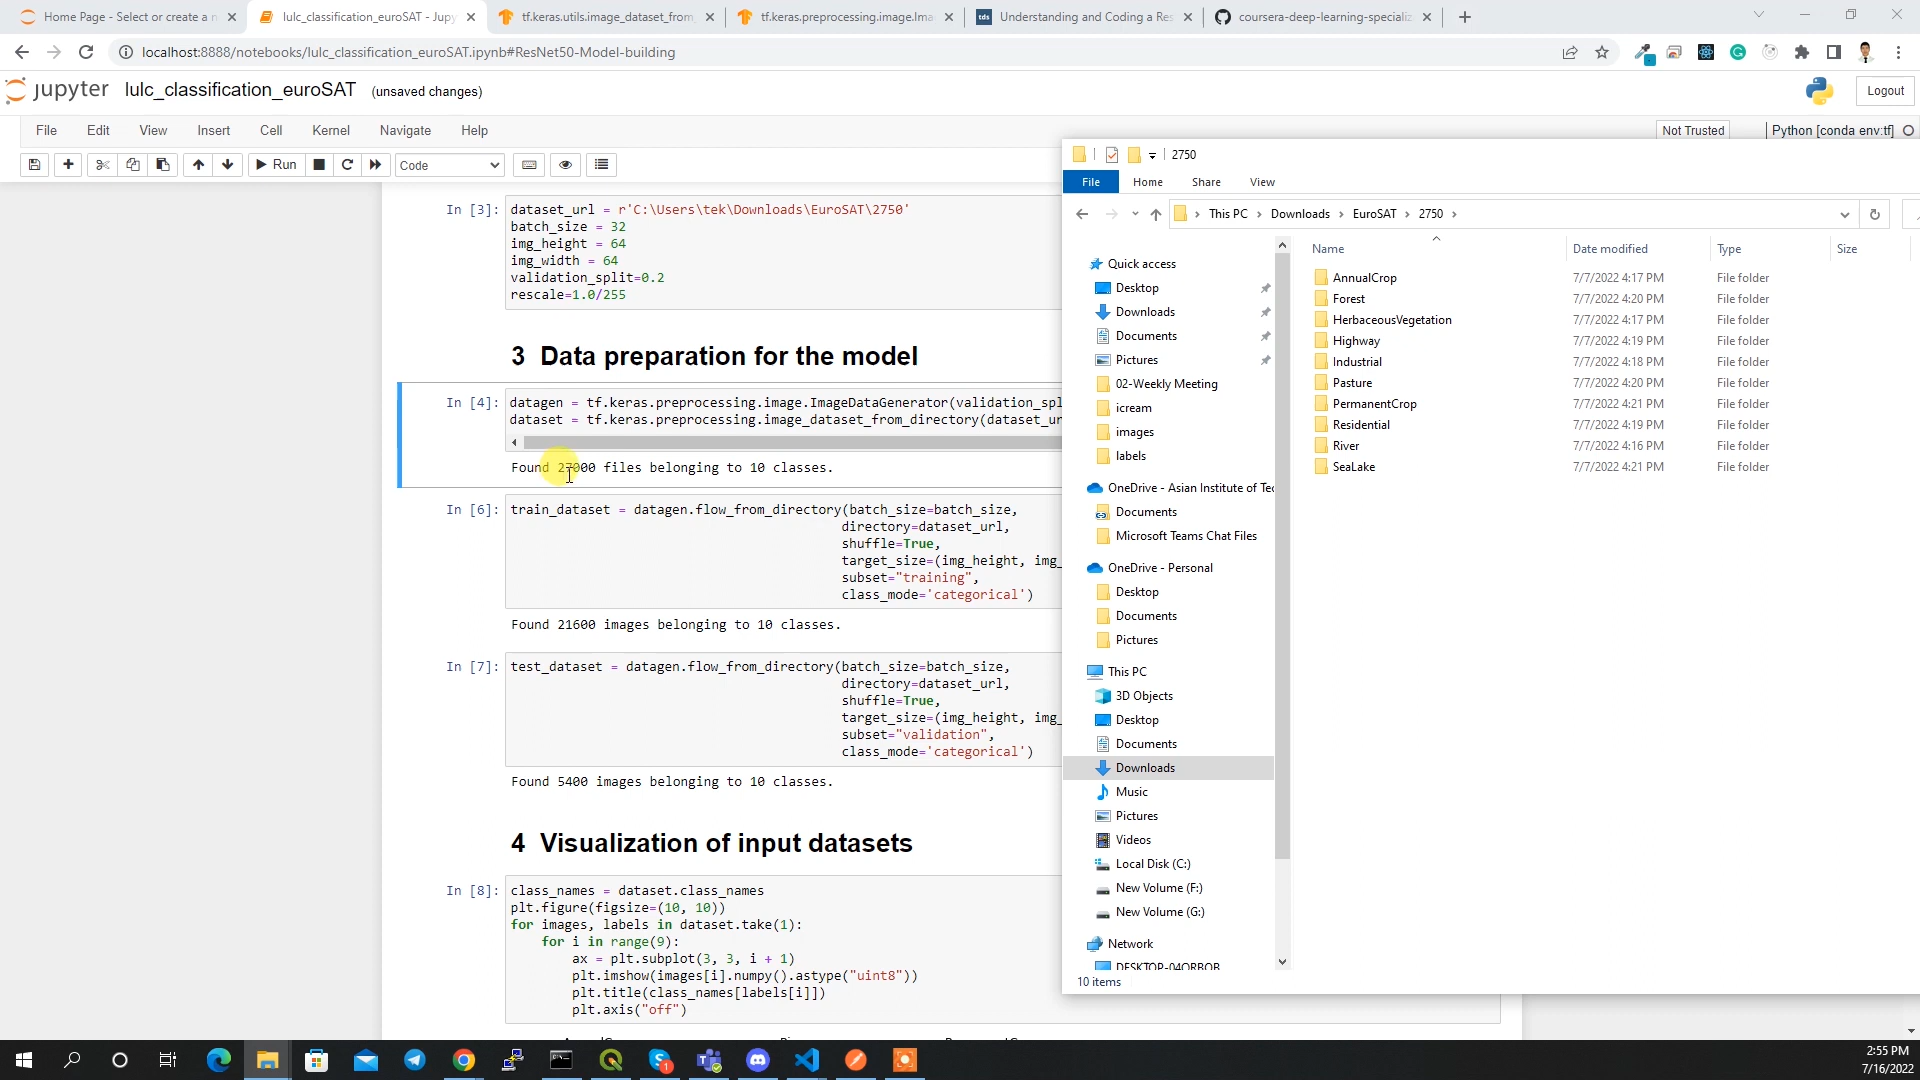 Home Page - Select or create a n
lulc_classification_euroSAT - Jupy
tf.keras.utils.image_dataset_from
tf.keras.preprocessing.image.Ima
tds Understanding and Coding a Res
coursera-deep-learning-specializ
localhost:8888/notebooks/lulc_classification_euroSAT.ipynb#ResNet50-Model-building
jupyter lulc_classification_euroSAT (unsaved changes)
Logout
File Edit View Insert Cell Kernel Navigate Help
Not Trusted
Python [conda env:tf]
Run
Code
In [3]:
dataset_url = r'C:\Users\tek\Downloads\EuroSAT\2750'
batch_size = 32
img_height = 64
img_width = 64
validation_split=0.2
rescale=1.0/255
3 Data preparation for the model
In [4]:
datagen = tf.keras.preprocessing.image.ImageDataGenerator(validation_spl
dataset = tf.keras.preprocessing.image_dataset_from_directory(dataset_ur
Found 27000 files belonging to 10 classes.
In [6]:
train_dataset = datagen.flow_from_directory(batch_size=batch_size,
directory=dataset_url,
shuffle=True,
target_size=(img_height, img_
subset="training",
class_mode='categorical')
Found 21600 images belonging to 10 classes.
In [7]:
test_dataset = datagen.flow_from_directory(batch_size=batch_size,
directory=dataset_url,
shuffle=True,
target_size=(img_height, img_
subset="validation",
class_mode='categorical')
Found 5400 images belonging to 10 classes.
4 Visualization of input datasets
In [8]:
class_names = dataset.class_names
plt.figure(figsize=(10, 10))
for images, labels in dataset.take(1):
for i in range(9):
ax = plt.subplot(3, 3, i + 1)
plt.imshow(images[i].numpy().astype("uint8"))
plt.title(class_names[labels[i]])
plt.axis("off")
2750
File Home Share View
This PC Downloads EuroSAT 2750
Quick access
Desktop
Downloads
Documents
Pictures
02-Weekly Meeting
icream
images
labels
OneDrive - Asian Institute of Tec
Documents
Microsoft Teams Chat Files
OneDrive - Personal
Desktop
Documents
Pictures
This PC
3D Objects
Desktop
Documents
Downloads
Music
Pictures
Videos
Local Disk (C:)
New Volume (F:)
New Volume (G:)
Network
DESKTOP-04ORBOB
10 items
Name Date modified Type Size
AnnualCrop 7/7/2022 4:17 PM File folder
Forest 7/7/2022 4:20 PM File folder
HerbaceousVegetation 7/7/2022 4:17 PM File folder
Highway 7/7/2022 4:19 PM File folder
Industrial 7/7/2022 4:18 PM File folder
Pasture 7/7/2022 4:20 PM File folder
PermanentCrop 7/7/2022 4:21 PM File folder
Residential 7/7/2022 4:19 PM File folder
River 7/7/2022 4:16 PM File folder
SeaLake 7/7/2022 4:21 PM File folder
2:55 PM
7/16/2022